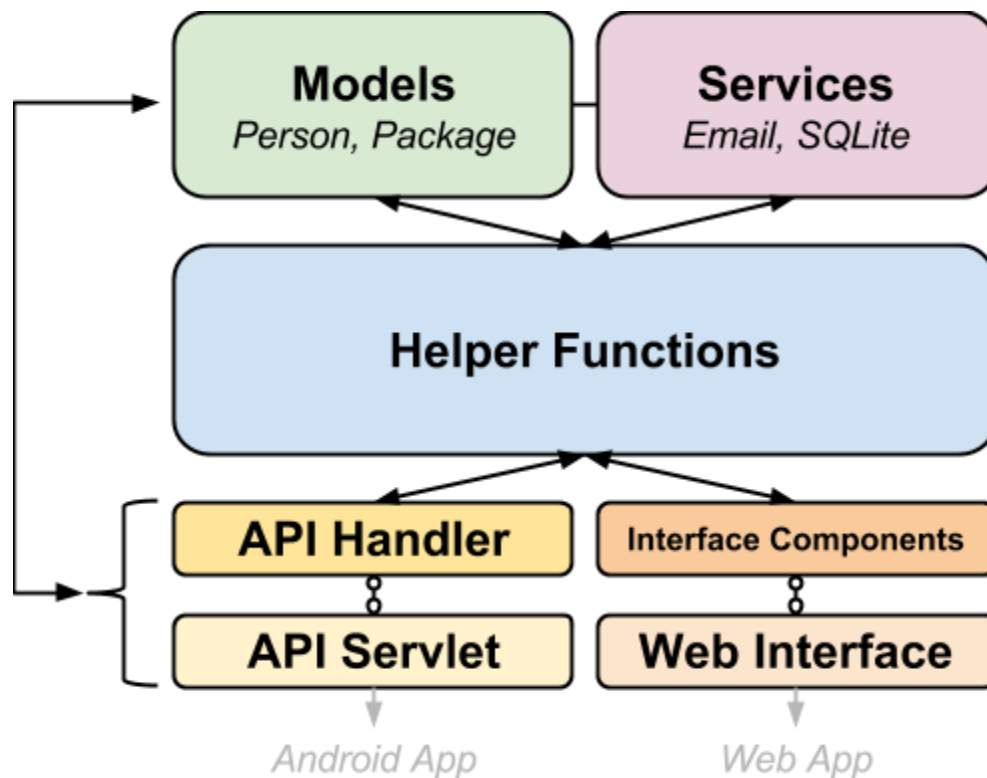 Models
Person, Package
Services
Email, SQLite
Helper Functions
API Handler
Interface Components
API Servlet
Web Interface
Android App
Web App